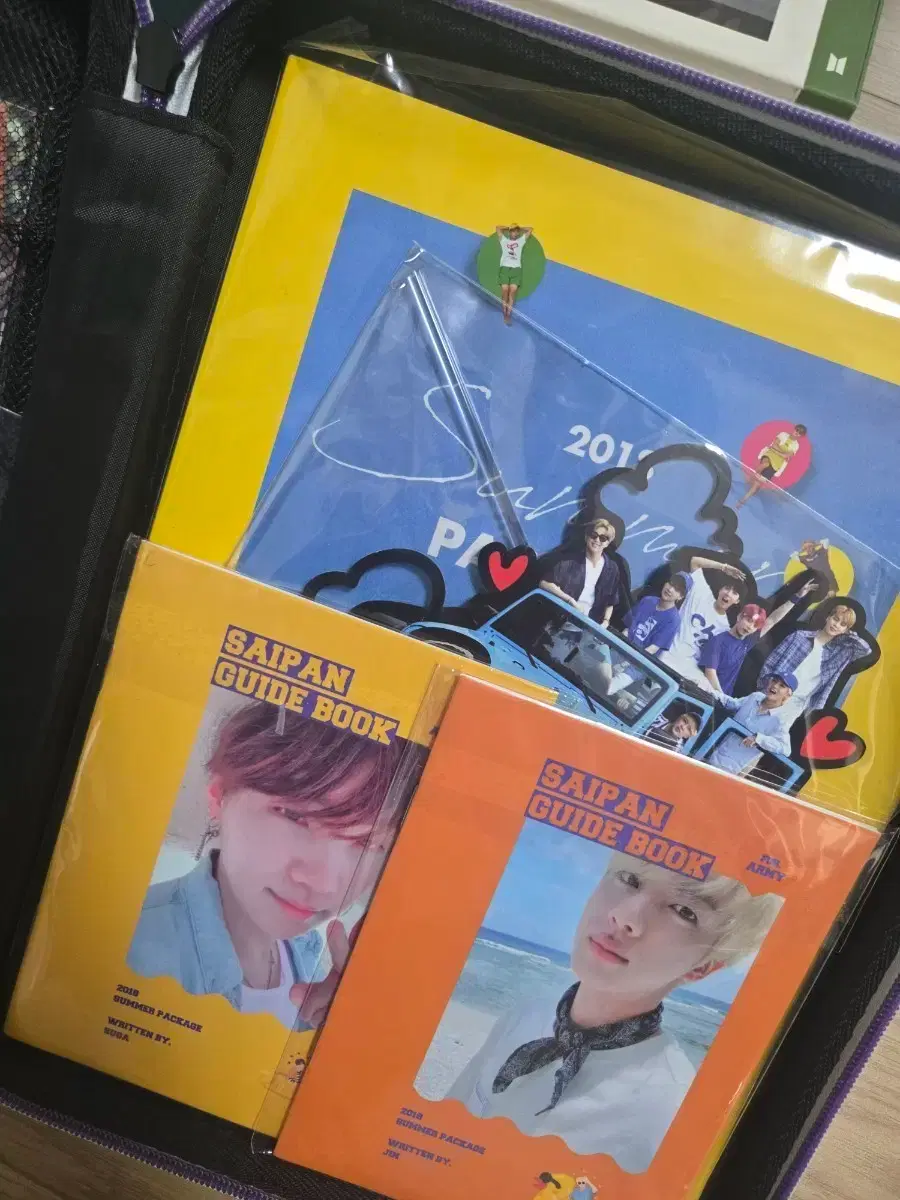 2018
Summ
PA
SAIPAN
GUIDE BOOK
2018
SUMMER PACKAGE
WRITTEN BY.
SUGA
SAIPAN
GUIDE BOOK
FOR.
ARMY
2018
SUMMER PACKAGE
WRITTEN BY.
JIN